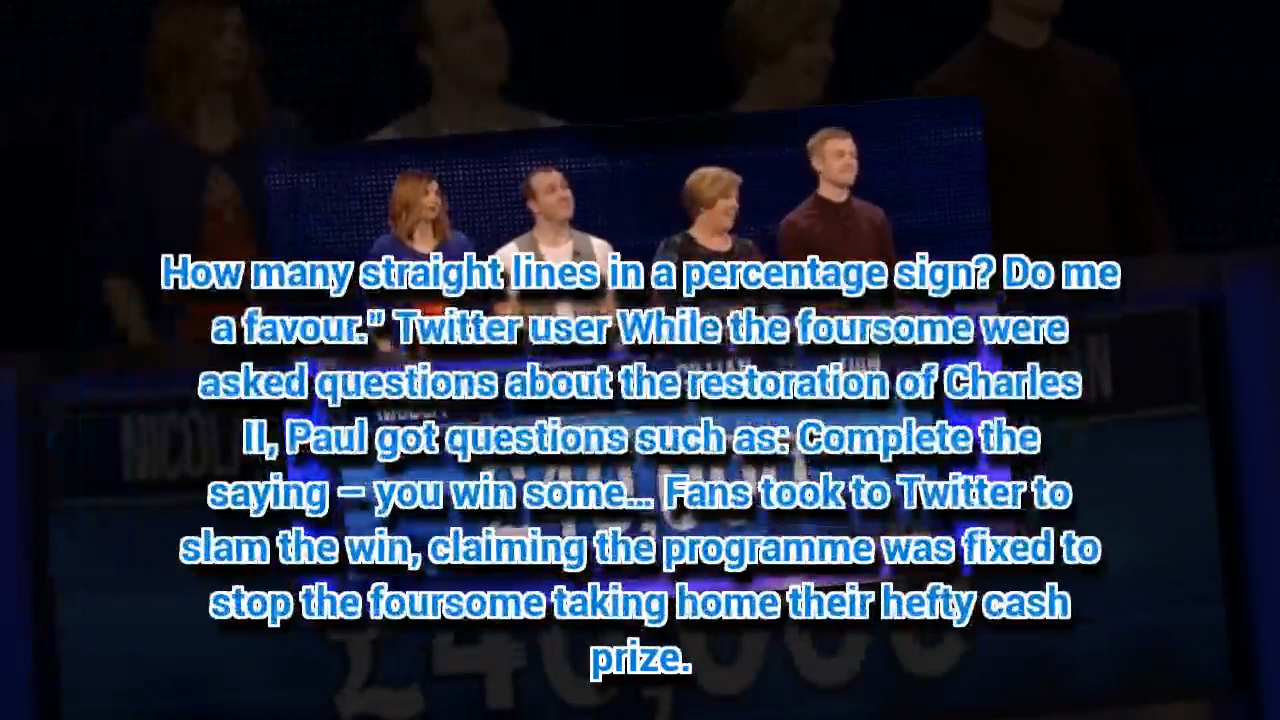 How many straight lines in a percentage sign? Do me
a favour.” Twitter user While the foursome were
asked questions about the restoration of Charles
II, Paul got questions such as: Complete the
saying – you win some… Fans took to Twitter to
slam the win, claiming the programme was fixed to
stop the foursome taking home their hefty cash
prize.
£40,000